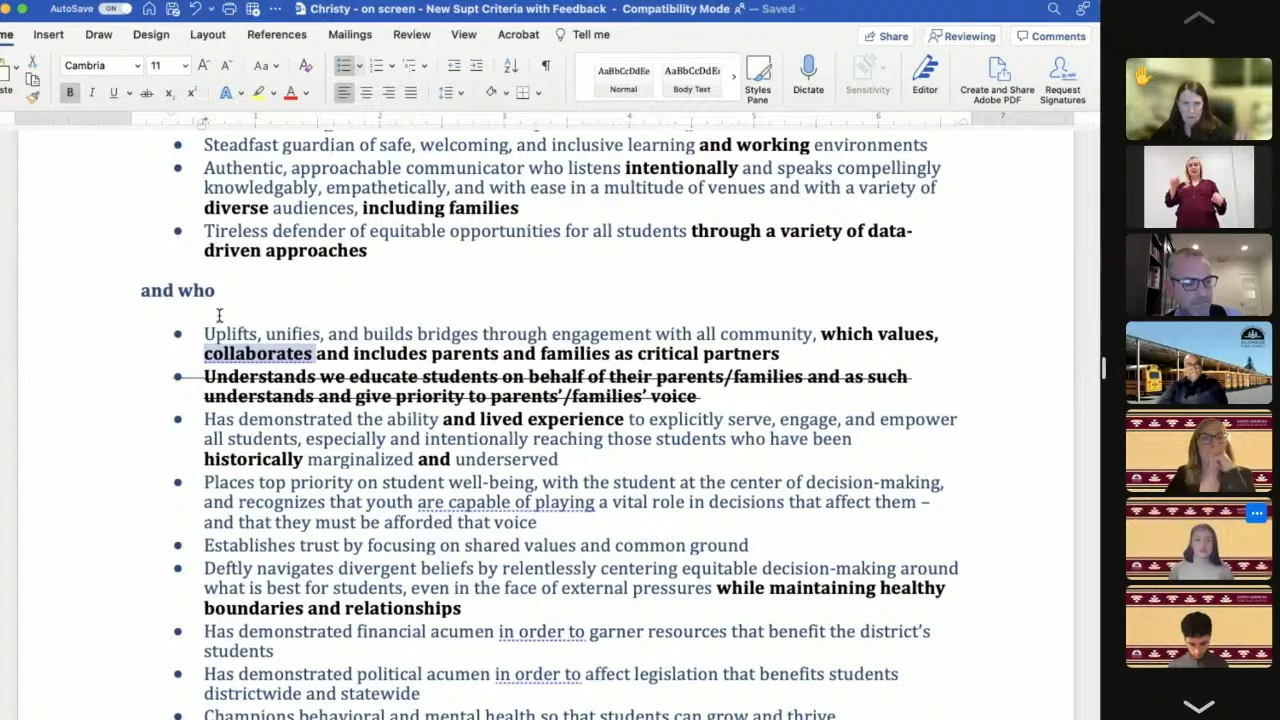 AutoSave ON
Christy - on screen - New Supt Criteria with Feedback - Compatibility Mode — Saved
me Insert Draw Design Layout References Mailings Review View Acrobat Tell me
Share Reviewing Comments
ste
Cambria 11
Aa
B I U ab x x A A
AaBbCcDdEe
Normal
AaBbCcDdEe
Body Text
Styles Pane
Dictate
Sensitivity
Editor
Create and Share Adobe PDF
Request Signatures
1 2 3 4 5 6 7
• Steadfast guardian of safe, welcoming, and inclusive learning and working environments
• Authentic, approachable communicator who listens intentionally and speaks compellingly
knowledgably, empathetically, and with ease in a multitude of venues and with a variety of
diverse audiences, including families
• Tireless defender of equitable opportunities for all students through a variety of data-
driven approaches
and who
• Uplifts, unifies, and builds bridges through engagement with all community, which values,
collaborates and includes parents and families as critical partners
• Understands we educate students on behalf of their parents/families and as such
understands and give priority to parents'/families' voice
• Has demonstrated the ability and lived experience to explicitly serve, engage, and empower
all students, especially and intentionally reaching those students who have been
historically marginalized and underserved
• Places top priority on student well-being, with the student at the center of decision-making,
and recognizes that youth are capable of playing a vital role in decisions that affect them –
and that they must be afforded that voice
• Establishes trust by focusing on shared values and common ground
• Deftly navigates divergent beliefs by relentlessly centering equitable decision-making around
what is best for students, even in the face of external pressures while maintaining healthy
boundaries and relationships
• Has demonstrated financial acumen in order to garner resources that benefit the district's
students
• Has demonstrated political acumen in order to affect legislation that benefits students
districtwide and statewide
• Champions behavioral and mental health so that students can grow and thrive